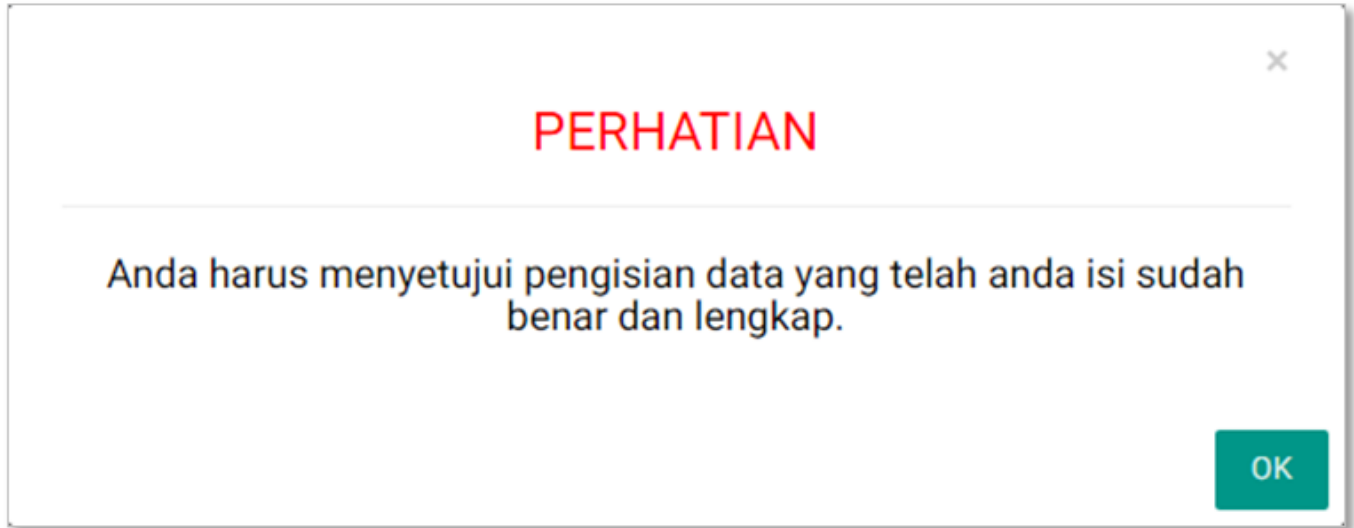 ×
PERHATIAN
Anda harus menyetujui pengisian data yang telah anda isi sudah
benar dan lengkap.
OK